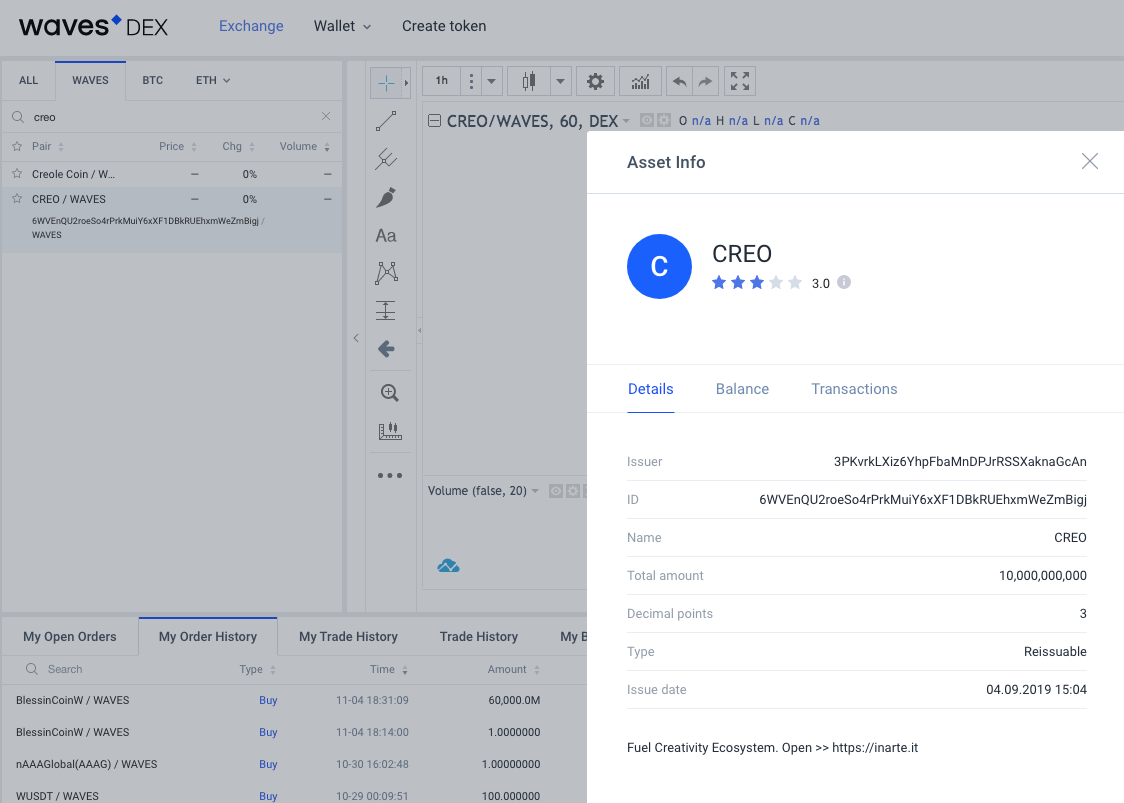 waves DEX Exchange Wallet Create token
ALL WAVES BTC ETH
creo
Pair Price Chg Volume
Creole Coin / W... – 0% –
CREO / WAVES – 0% –
6WVEnQU2roeSo4rPrkMuiY6xXF1DBkRUEhxmWeZmBigj /
WAVES
1h
CREO/WAVES, 60, DEX O n/a H n/a L n/a C n/a
Aa
Volume (false, 20)
Asset Info
C
CREO
3.0
Details Balance Transactions
Issuer 3PKvrkLXiz6YhpFbaMnDPJrRSSXaknaGcAn
ID 6WVEnQU2roeSo4rPrkMuiY6xXF1DBkRUEhxmWeZmBigj
Name CREO
Total amount 10,000,000,000
Decimal points 3
Type Reissuable
Issue date 04.09.2019 15:04
Fuel Creativity Ecosystem. Open >> https://inarte.it
My Open Orders My Order History My Trade History Trade History My B
Search Type Time Amount
BlessinCoinW / WAVES Buy 11-04 18:31:09 60,000.0M
BlessinCoinW / WAVES Buy 11-04 18:14:00 1.0000000
nAAAGlobal(AAAG) / WAVES Buy 10-30 16:02:48 1.00000000
WUSDT / WAVES Buy 10-29 00:09:51 100.000000